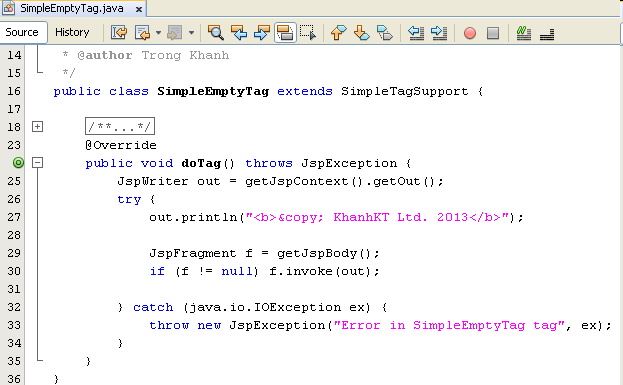 SimpleEmptyTag.java x
Source History
14 * @author Trong Khanh
15 */
16 public class SimpleEmptyTag extends SimpleTagSupport {
17
18 /**...*/
23 @Override
public void doTag() throws JspException {
25 JspWriter out = getJspContext().getOut();
26 try {
27 out.println("<b>&copy; KhanhKT Ltd. 2013</b>");
28
29 JspFragment f = getJspBody();
30 if (f != null) f.invoke(out);
31
32 } catch (java.io.IOException ex) {
33 throw new JspException("Error in SimpleEmptyTag tag", ex);
34 }
35 }
36 }